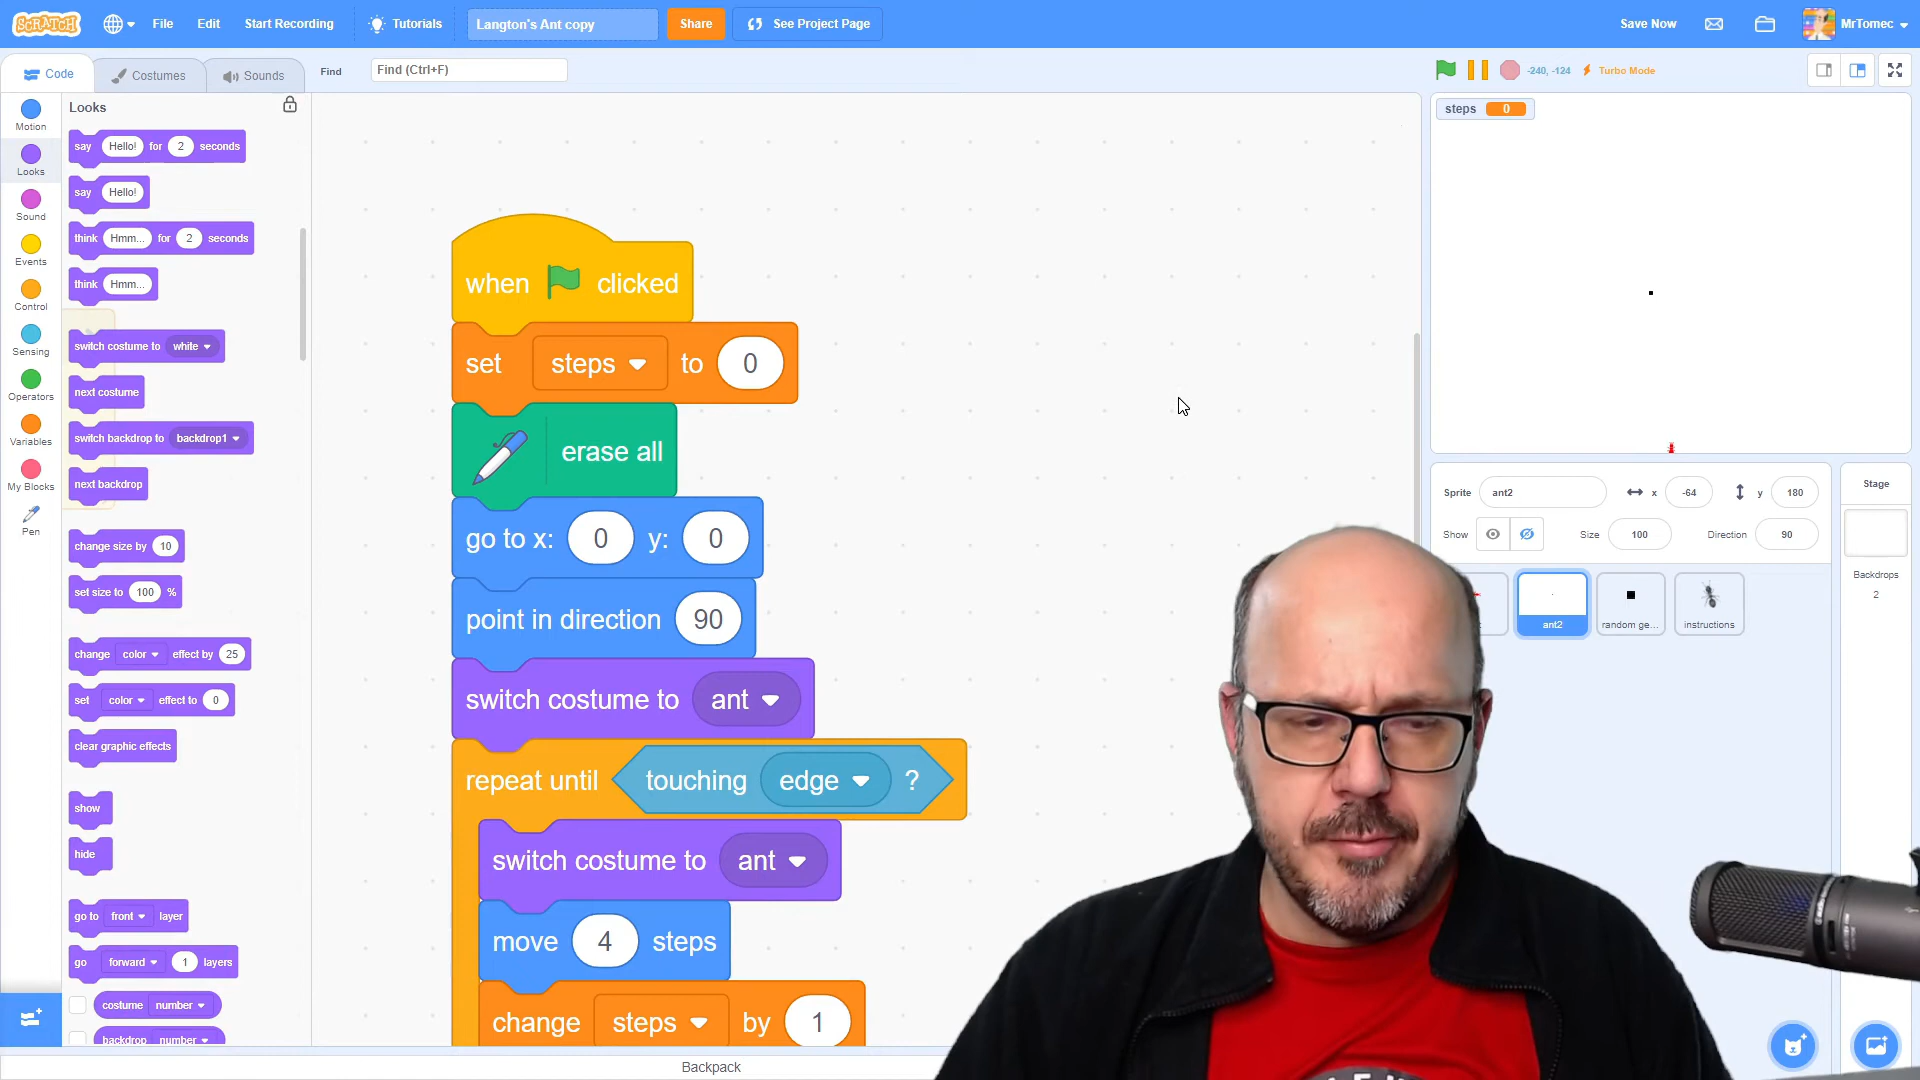 SCRATCH
File
Edit
Start Recording
Tutorials
Langton's Ant copy
Share
See Project Page
Save Now
MrTomec
Code
Costumes
Sounds
Find
Find (Ctrl+F)
-240, -124
Turbo Mode
Motion
Looks
Sound
Events
Control
Sensing
Operators
Variables
My Blocks
Pen
Looks
say Hello! for 2 seconds
say Hello!
think Hmm... for 2 seconds
think Hmm...
switch costume to white
next costume
switch backdrop to backdrop1
next backdrop
change size by 10
set size to 100 %
change color effect by 25
set color effect to 0
clear graphic effects
show
hide
go to front layer
go forward 1 layers
costume number
backdrop number
when clicked
set steps to 0
erase all
go to x: 0 y: 0
point in direction 90
switch costume to ant
repeat until touching edge ?
switch costume to ant
move 4 steps
change steps by 1
Backpack
steps 0
Sprite ant2 x -64 y 180
Show Size 100 Direction 90
ant2
random ge...
instructions
Stage
Backdrops
2